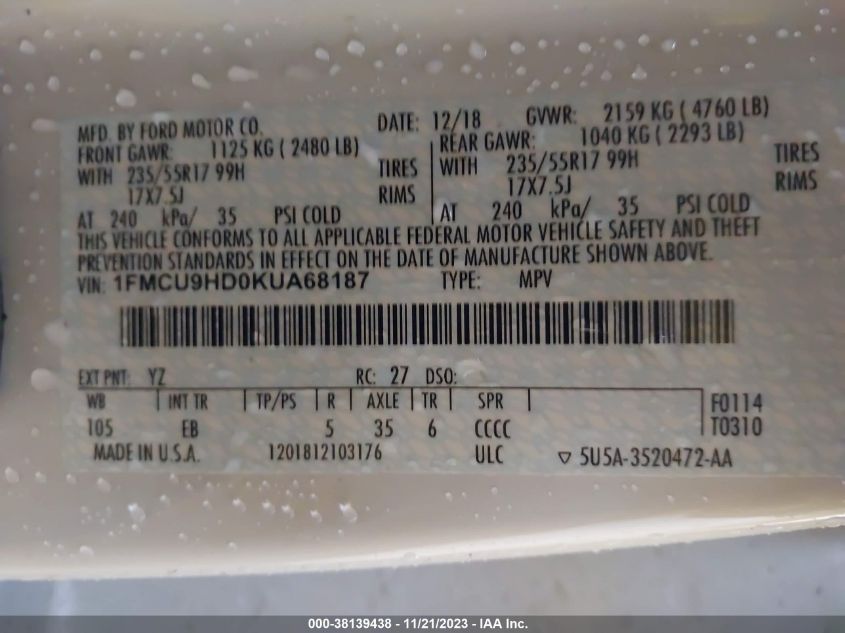 MFD. BY FORD MOTOR CO. DATE: 12/18 GVWR: 2159 KG ( 4760 LB)
FRONT GAWR: 1125 KG ( 2480 LB) REAR GAWR: 1040 KG ( 2293 LB)
WITH 235/55R17 99H TIRES WITH 235/55R17 99H TIRES
17X7.5J RIMS 17X7.5J RIMS
AT 240 kPa/ 35 PSI COLD AT 240 kPa/ 35 PSI COLD
THIS VEHICLE CONFORMS TO ALL APPLICABLE FEDERAL MOTOR VEHICLE SAFETY AND THEFT
PREVENTION STANDARDS IN EFFECT ON THE DATE OF MANUFACTURE SHOWN ABOVE.
VIN: 1FMCU9HD0KUA68187 TYPE: MPV
EXT PNT: YZ RC: 27 DSO:
WB INT TR TP/PS R AXLE TR SPR F0114
105 EB 5 35 6 CCCC T0310
MADE IN U.S.A. 1201812103176 ULC ▽ 5U5A-3520472-AA
000-38139438 - 11/21/2023 - IAA Inc.